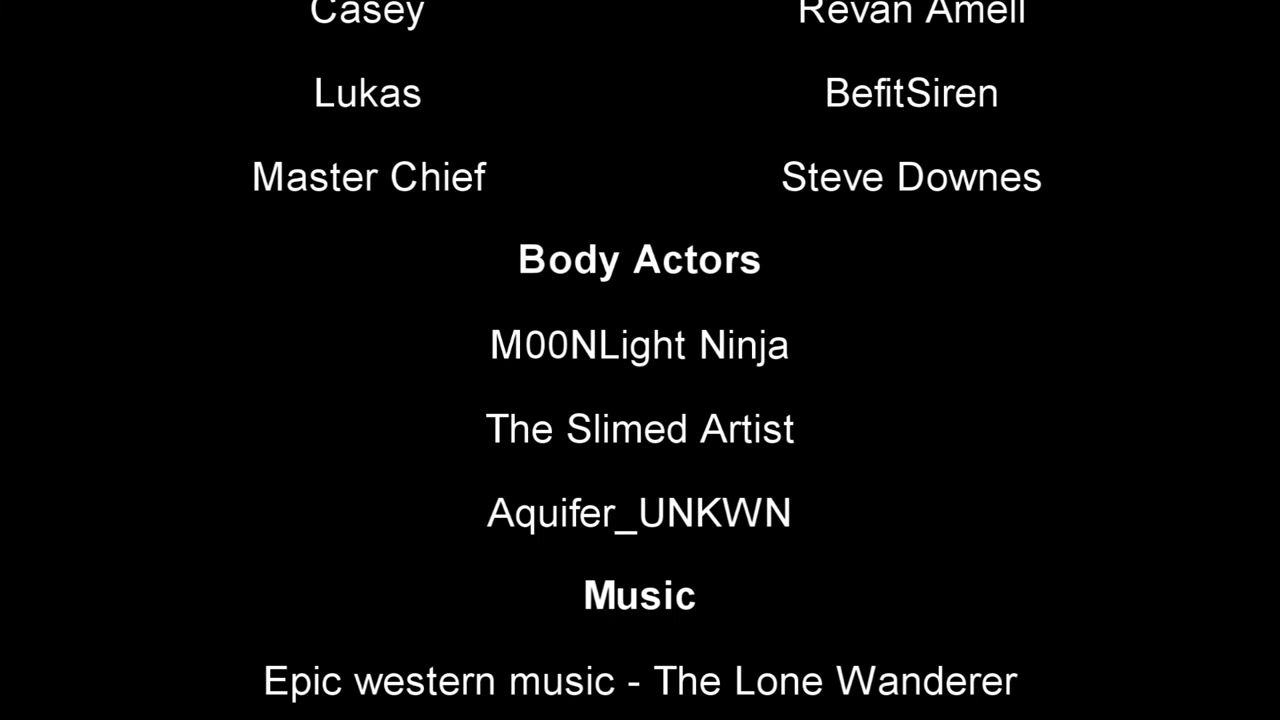 Casey Revan Amell
Lukas BefitSiren
Master Chief Steve Downes
Body Actors
M00NLight Ninja
The Slimed Artist
Aquifer_UNKWN
Music
Epic western music - The Lone Wanderer